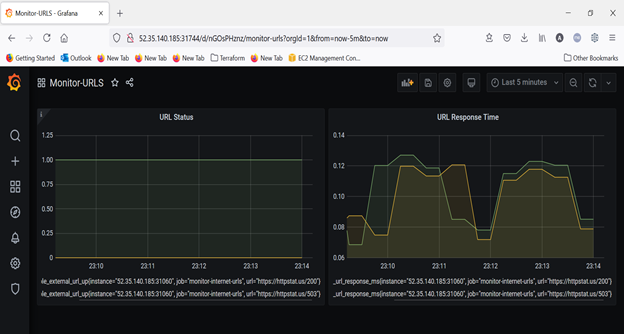 Monitor-URLS - Grafana
52.35.140.185:31744/d/nGOsPHznz/monitor-urls?orgId=1&from=now-5m&to=now
Getting Started Outlook New Tab New Tab New Tab Terraform New Tab EC2 Management Con... Other Bookmarks
Monitor-URLS
Last 5 minutes
URL Status
1.25
1.00
0.75
0.50
0.25
0
23:10 23:11 23:12 23:13 23:14
le_external_url_up{instance="52.35.140.185:31060", job="monitor-internet-urls", url="https://httpstat.us/200"}
le_external_url_up{instance="52.35.140.185:31060", job="monitor-internet-urls", url="https://httpstat.us/503"}
URL Response Time
0.14
0.12
0.10
0.08
0.06
23:10 23:11 23:12 23:13 23:14
_url_response_ms{instance="52.35.140.185:31060", job="monitor-internet-urls", url="https://httpstat.us/200"}
_url_response_ms{instance="52.35.140.185:31060", job="monitor-internet-urls", url="https://httpstat.us/503"}